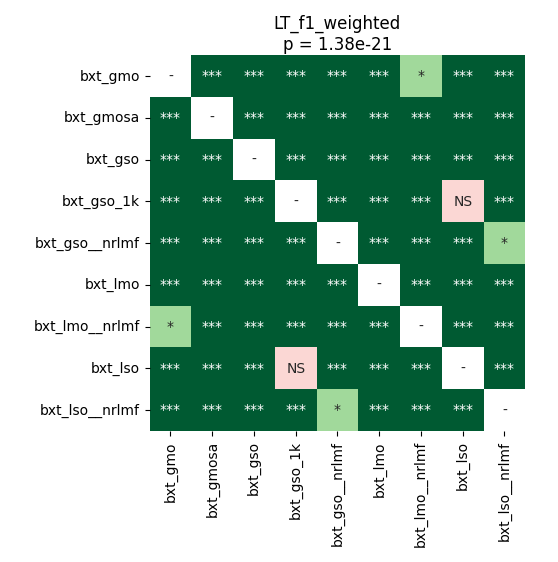 LT_f1_weighted
p = 1.38e-21
bxt_gmo - *** *** *** *** *** * *** ***
bxt_gmosa *** - *** *** *** *** *** *** ***
bxt_gso *** *** - *** *** *** *** *** ***
bxt_gso_1k *** *** *** - *** *** *** NS ***
bxt_gso__nrlmf *** *** *** *** - *** *** *** *
bxt_lmo *** *** *** *** *** - *** *** ***
bxt_lmo__nrlmf * *** *** *** *** *** - *** ***
bxt_lso *** *** *** NS *** *** *** - ***
bxt_lso__nrlmf *** *** *** *** * *** *** *** -
bxt_gmo
bxt_gmosa
bxt_gso
bxt_gso_1k
bxt_gso__nrlmf
bxt_lmo
bxt_lmo__nrlmf
bxt_lso
bxt_lso__nrlmf